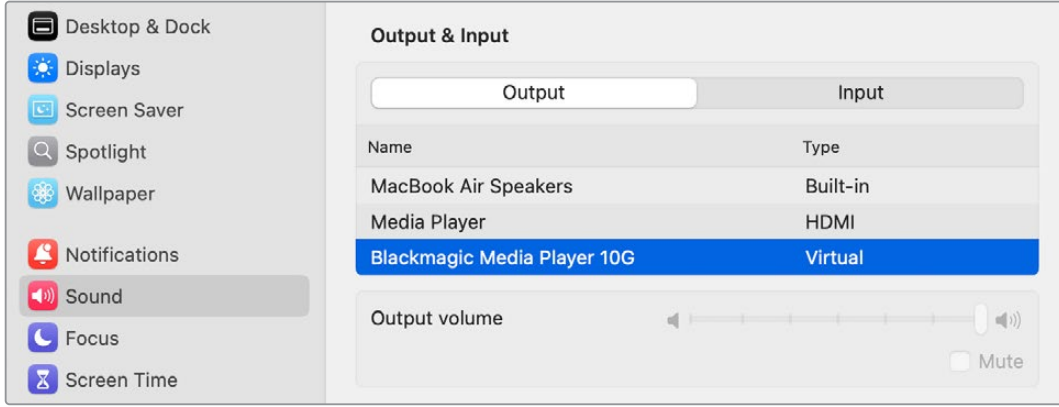 Desktop & Dock
Displays
Screen Saver
Spotlight
Wallpaper
Notifications
Sound
Focus
Screen Time
Output & Input
Output Input
Name Type
MacBook Air Speakers Built-in
Media Player HDMI
Blackmagic Media Player 10G Virtual
Output volume
Mute